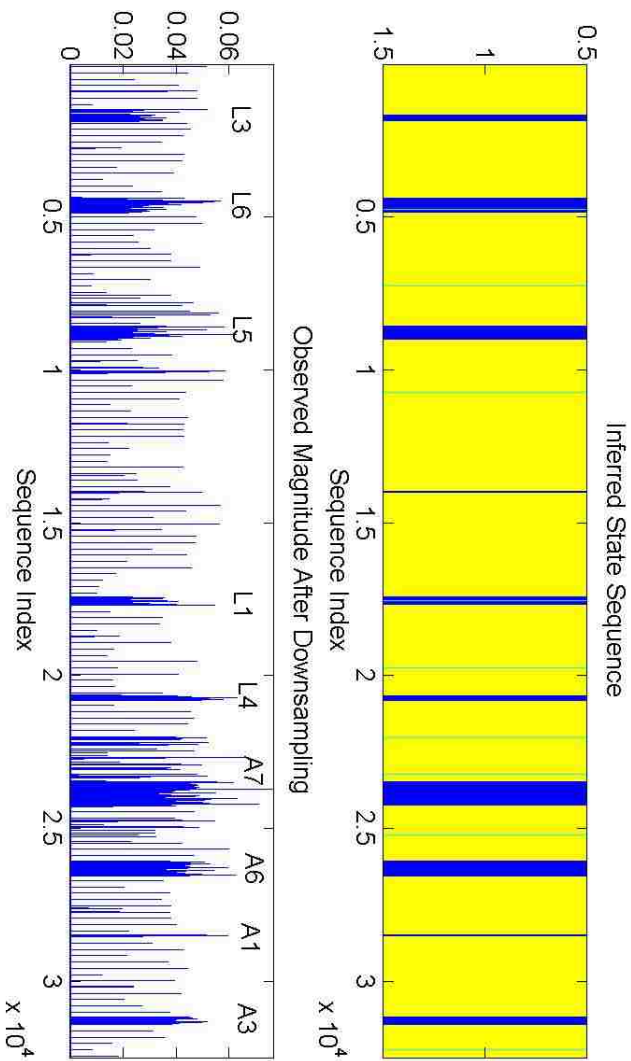 Inferred State Sequence
0.5
1
1.5
0.5
1
1.5
2
2.5
3
x 10^4
Sequence Index
Observed Magnitude After Downsampling
0.06
0.04
0.02
0
L3
L6
L5
L1
L4
A7
A6
A1
A3
0.5
1
1.5
2
2.5
3
x 10^4
Sequence Index